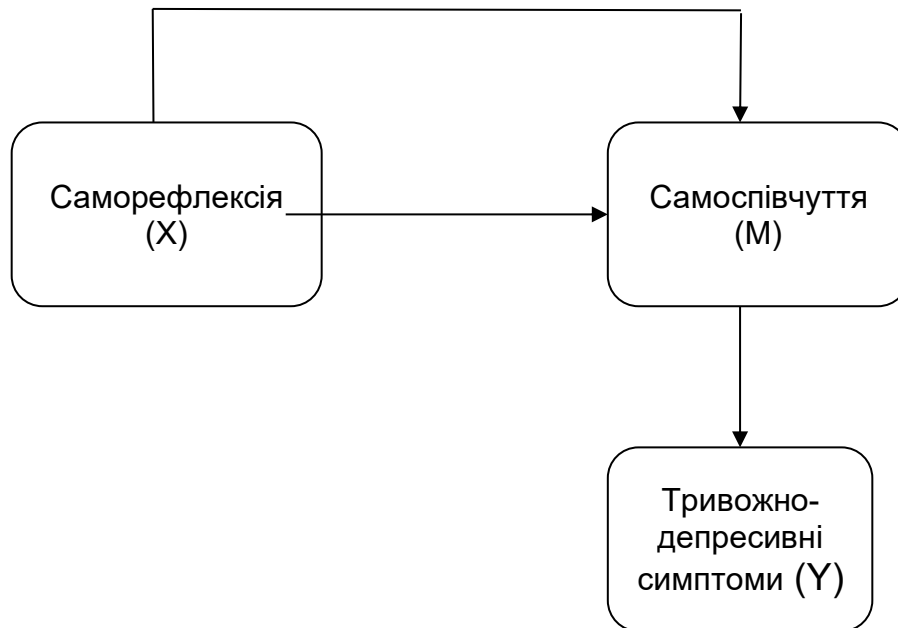 Саморефлексія
(X)
Самоспівчуття
(M)
Тривожно-
депресивні
симптоми (Y)